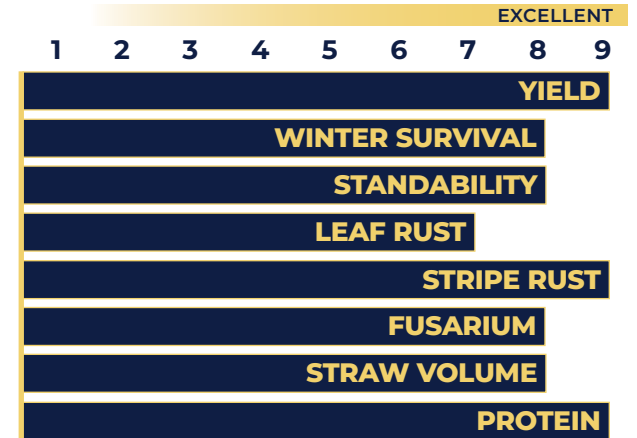 EXCELLENT
1 2 3 4 5 6 7 8 9
YIELD
WINTER SURVIVAL
STANDABILITY
LEAF RUST
STRIPE RUST
FUSARIUM
STRAW VOLUME
PROTEIN